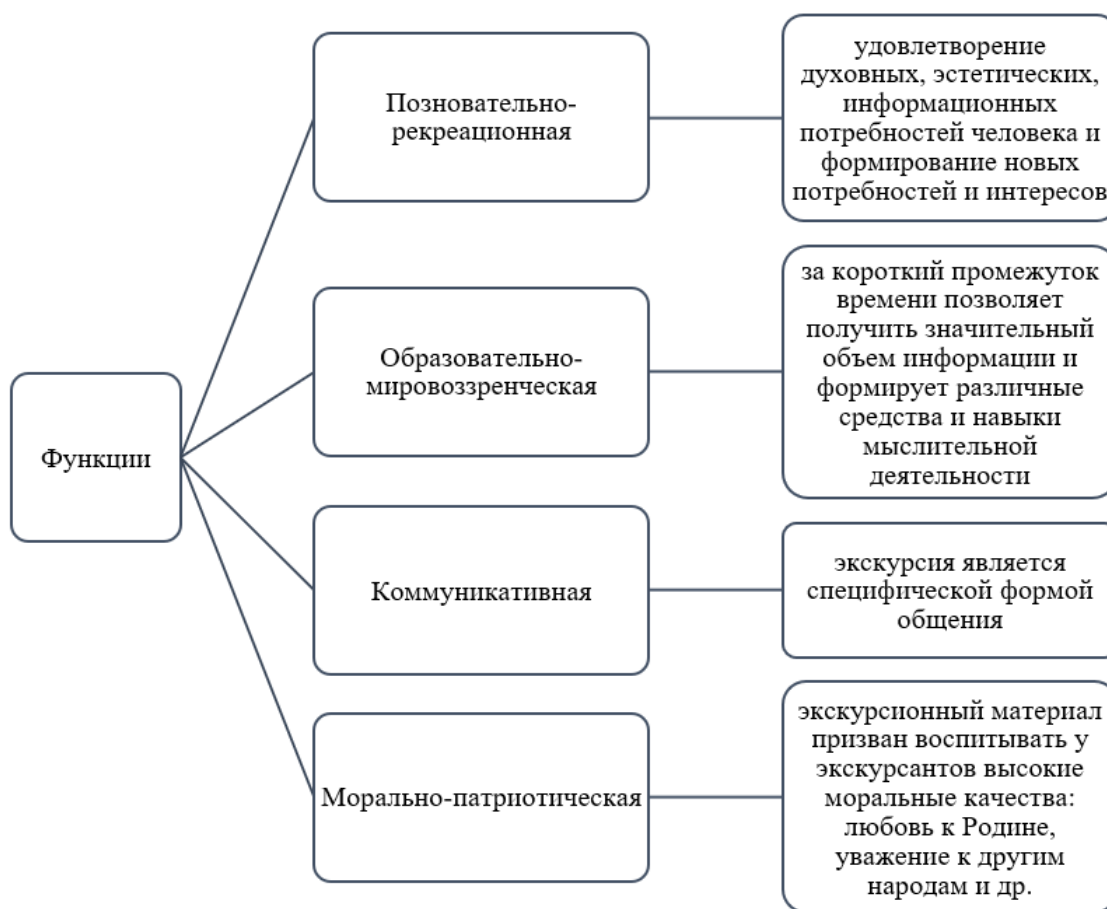 Функции
Позновательно-
рекреационная
удовлетворение
духовных, эстетических,
информационных
потребностей человека и
формирование новых
потребностей и интересов
Образовательно-
мировоззренческая
за короткий промежуток
времени позволяет
получить значительный
объем информации и
формирует различные
средства и навыки
мыслительной
деятельности
Коммуникативная
экскурсия является
специфической формой
общения
Морально-патриотическая
экскурсионный материал
призван воспитывать у
экскурсантов высокие
моральные качества:
любовь к Родине,
уважение к другим
народам и др.